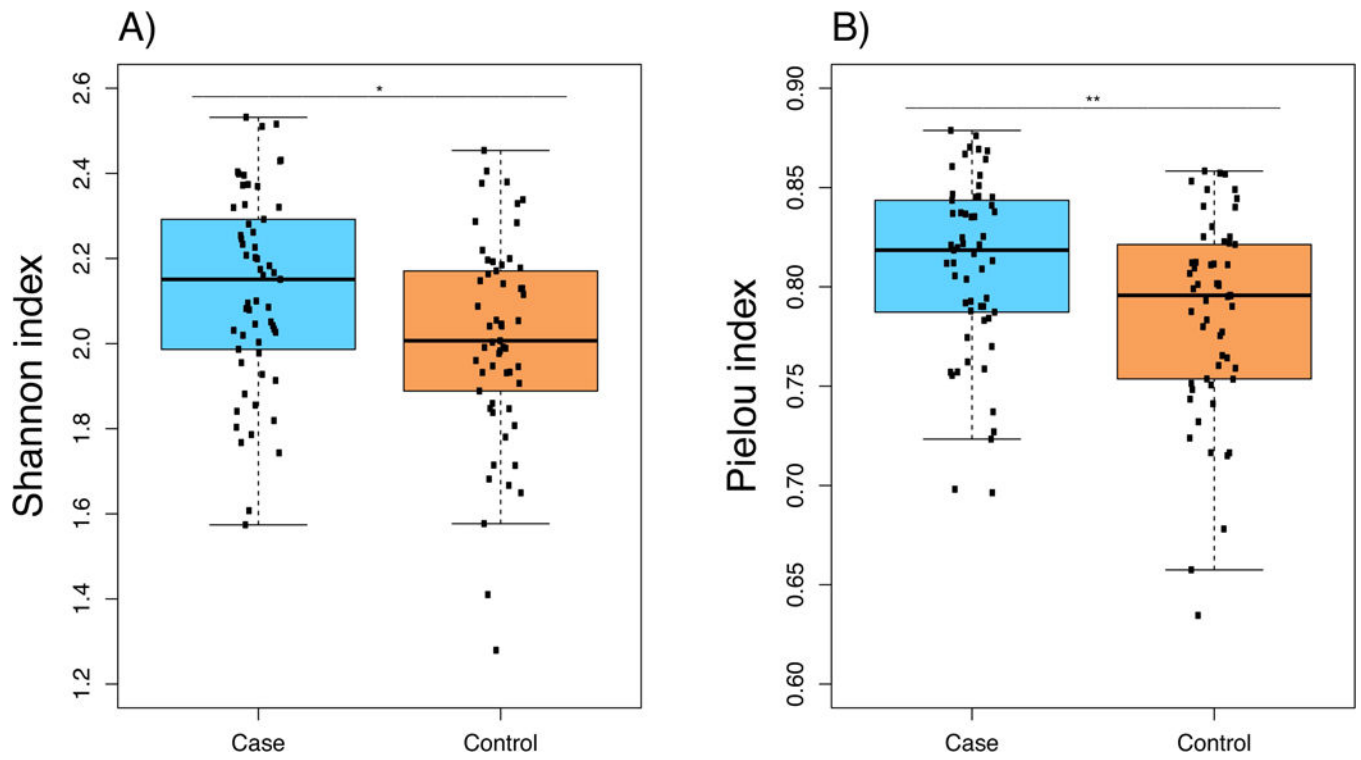 A)
Shannon index
2.6
2.4
2.2
2.0
1.8
1.6
1.4
1.2
*
Case
Control
B)
Pielou index
0.90
0.85
0.80
0.75
0.70
0.65
0.60
**
Case
Control